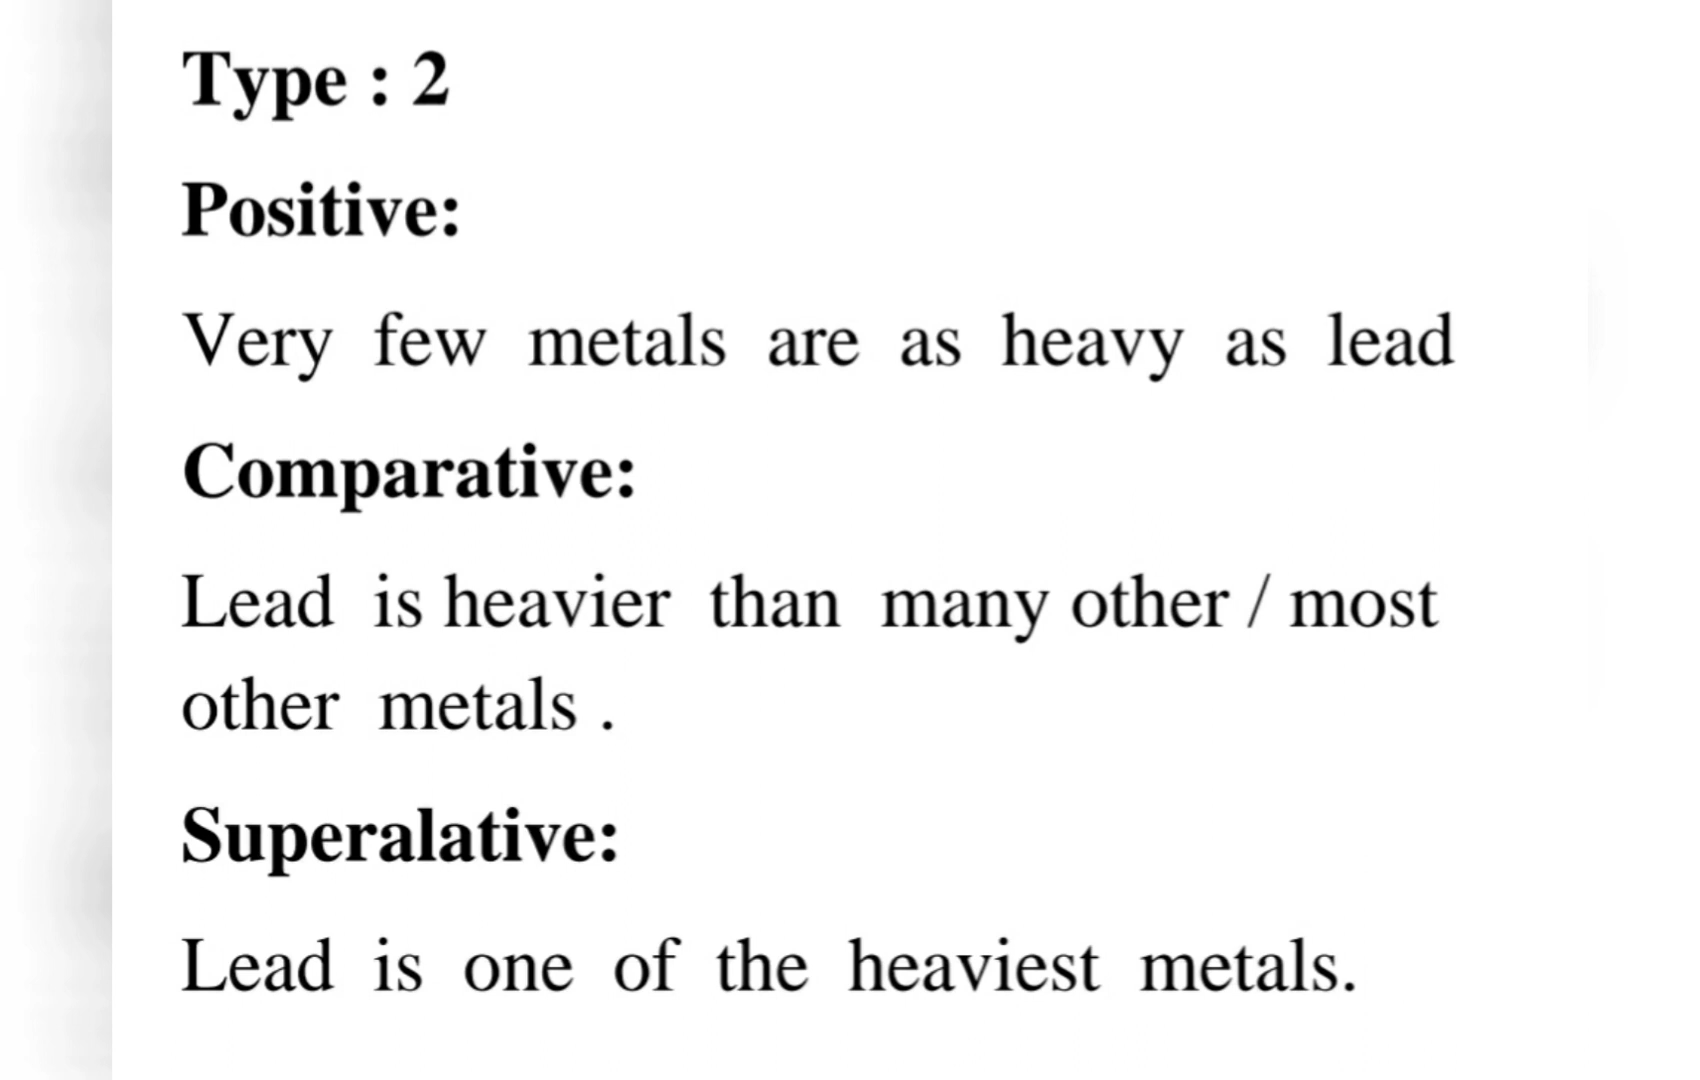 Type : 2
Positive:
Very few metals are as heavy as lead
Comparative:
Lead is heavier than many other / most
other metals .
Superalative:
Lead is one of the heaviest metals.